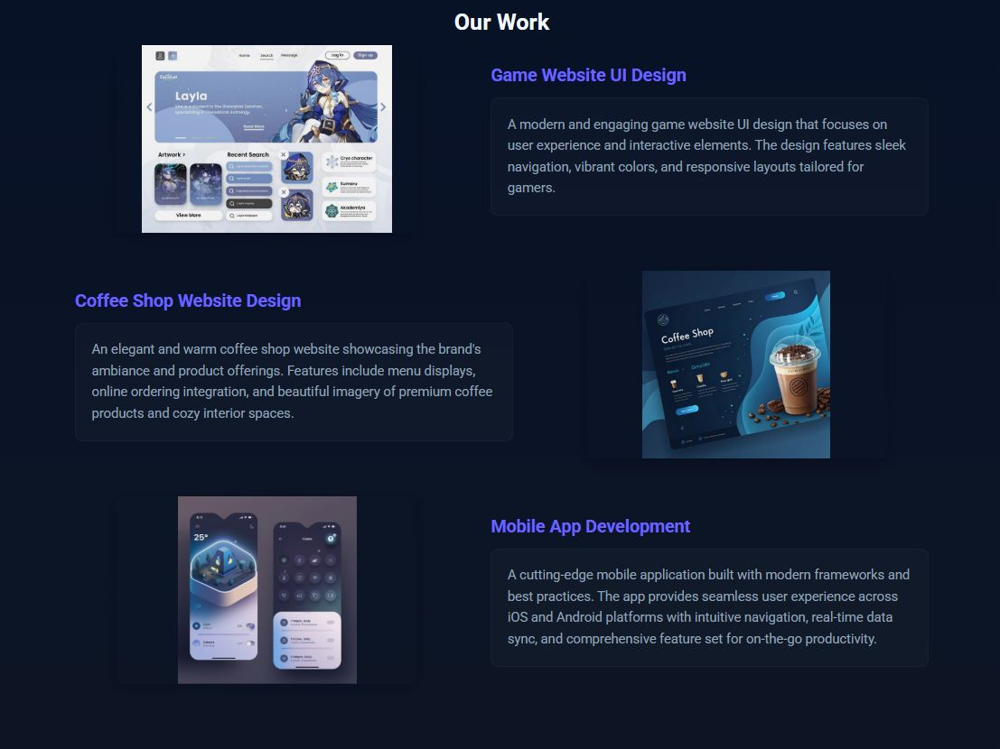 Our Work
Home Search Message Log In Sign up
Layla
Read More
Artwork ›
Recent Search
Cryo character
Sumeru
Akademiya
View More
Game Website UI Design
A modern and engaging game website UI design that focuses on
user experience and interactive elements. The design features sleek
navigation, vibrant colors, and responsive layouts tailored for
gamers.
Coffee Shop Website Design
An elegant and warm coffee shop website showcasing the brand's
ambiance and product offerings. Features include menu displays,
online ordering integration, and beautiful imagery of premium coffee
products and cozy interior spaces.
Coffee Shop
25°
Mobile App Development
A cutting-edge mobile application built with modern frameworks and
best practices. The app provides seamless user experience across
iOS and Android platforms with intuitive navigation, real-time data
sync, and comprehensive feature set for on-the-go productivity.